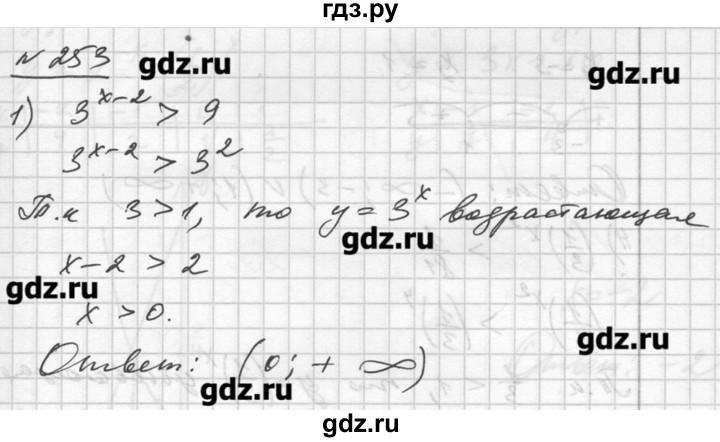 гдз.ру
№ 253
gdz.ru
gdz.ru
1) 3^{x-2} > 9
3^{x-2} > 3^2
Т.к 3 > 1, то y = 3^x возрастающая
gdz.ru
x - 2 > 2
gdz.ru
x > 0.
gdz.ru
Ответ: (0; + ∞)
gdz.ru
gdz.ru